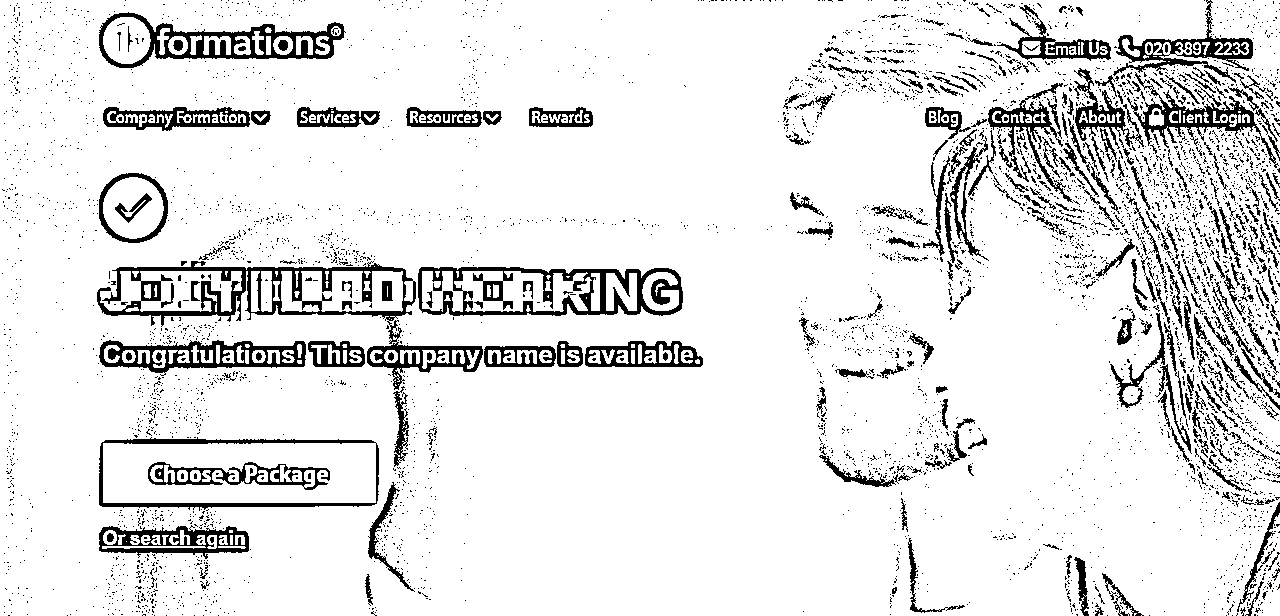 formations®
Email Us 020 3897 2233
Company Formation Services Resources Rewards
Blog Contact About Client Login
Congratulations! This company name is available.
Choose a Package
Or search again